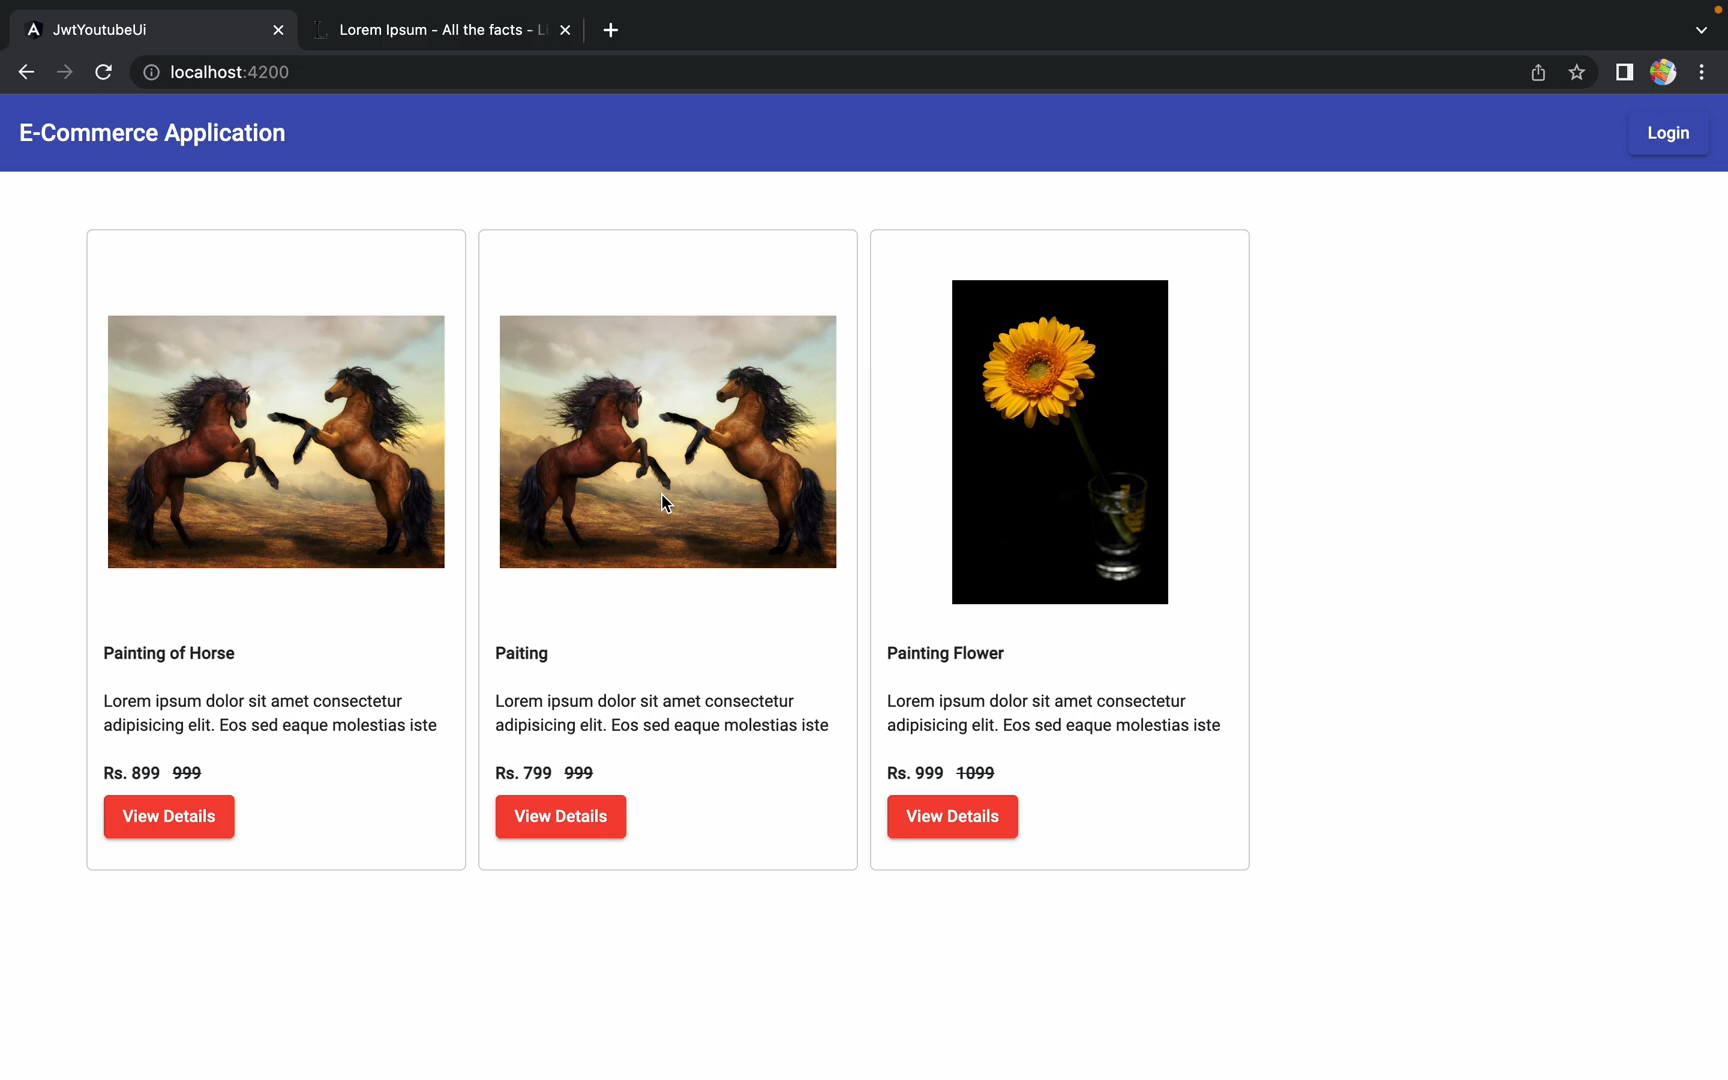 JwtYoutubeUi
Lorem Ipsum - All the facts - Li
localhost:4200
E-Commerce Application
Login
Painting of Horse
Lorem ipsum dolor sit amet consectetur
adipisicing elit. Eos sed eaque molestias iste
Rs. 899 999
View Details
Paiting
Lorem ipsum dolor sit amet consectetur
adipisicing elit. Eos sed eaque molestias iste
Rs. 799 999
View Details
Painting Flower
Lorem ipsum dolor sit amet consectetur
adipisicing elit. Eos sed eaque molestias iste
Rs. 999 1099
View Details